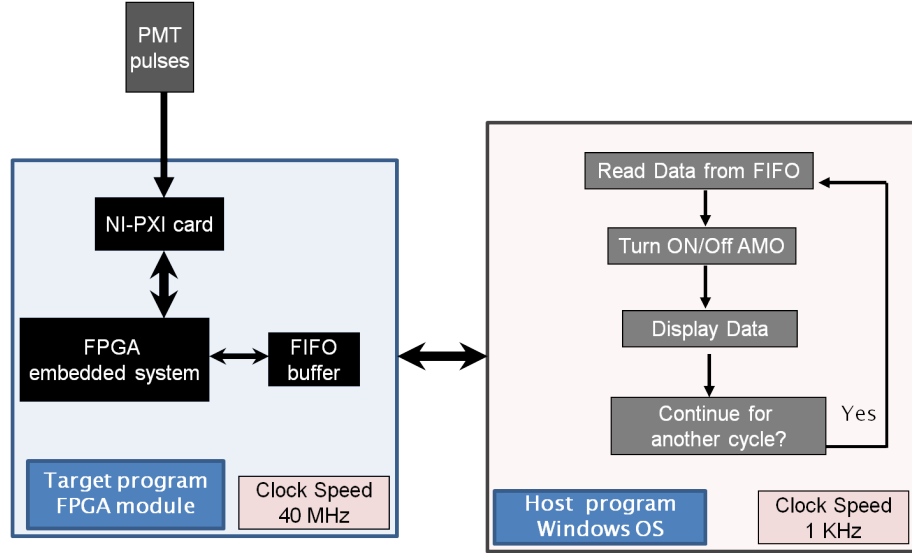 PMT
pulses
NI-PXI card
FPGA
embedded system
FIFO
buffer
Target program
FPGA module
Clock Speed
40 MHz
Read Data from FIFO
Turn ON/Off AMO
Display Data
Continue for
another cycle?
Yes
Host program
Windows OS
Clock Speed
1 KHz